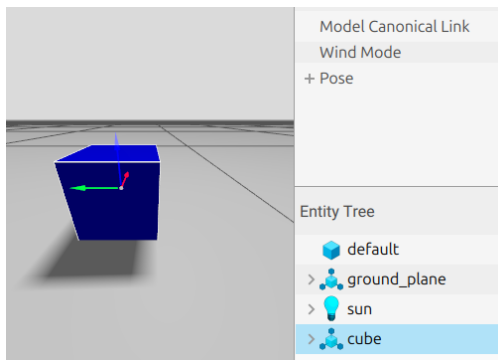 Model Canonical Link
Wind Mode
+ Pose
Entity Tree
default
> ground_plane
> sun
> cube